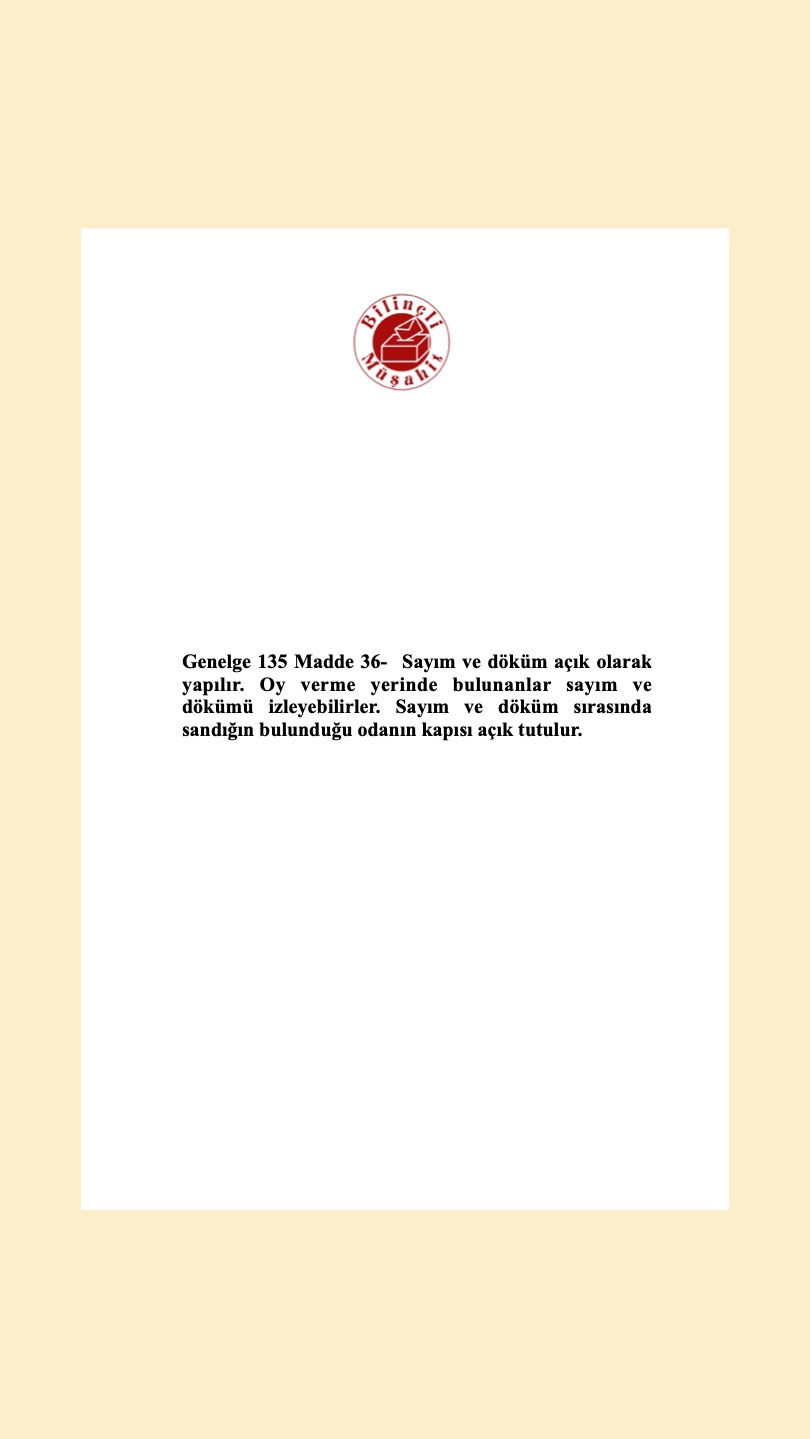 Bilinçli
Müşahit
Genelge 135 Madde 36-  Sayım ve döküm açık olarak
yapılır. Oy verme yerinde bulunanlar sayım ve
dökümü izleyebilirler. Sayım ve döküm sırasında
sandığın bulunduğu odanın kapısı açık tutulur.